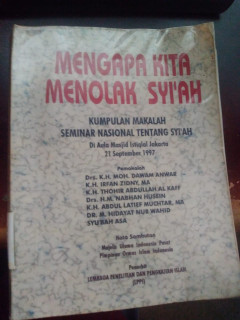 MENGAPA KITA
MENOLAK SYI'AH
KUMPULAN MAKALAH
SEMINAR NASIONAL TENTANG SYI'AH
Di Aula Masjid Istiqlal Jakarta
21 September 1997
Pemakalah
Drs. K.H. MOH. DAWAM ANWAR
K.H. IRFAN ZIDNY, MA
K.H. THOHIR ABDULLAH AL KAFF
Drs. H.M. NABHAN HUSEIN
K.H. ABDUL LATIEF MUCHTAR, MA
DR. M. HIDAYAT NUR WAHID
SYU'BAH ASA
Kata Sambutan
Majelis Ulama Indonesia Pusat
Pimpinan Ormas Islam Indonesia
Penerbit
LEMBAGA PENELITIAN DAN PENGKAJIAN ISLAM
(LPPI)